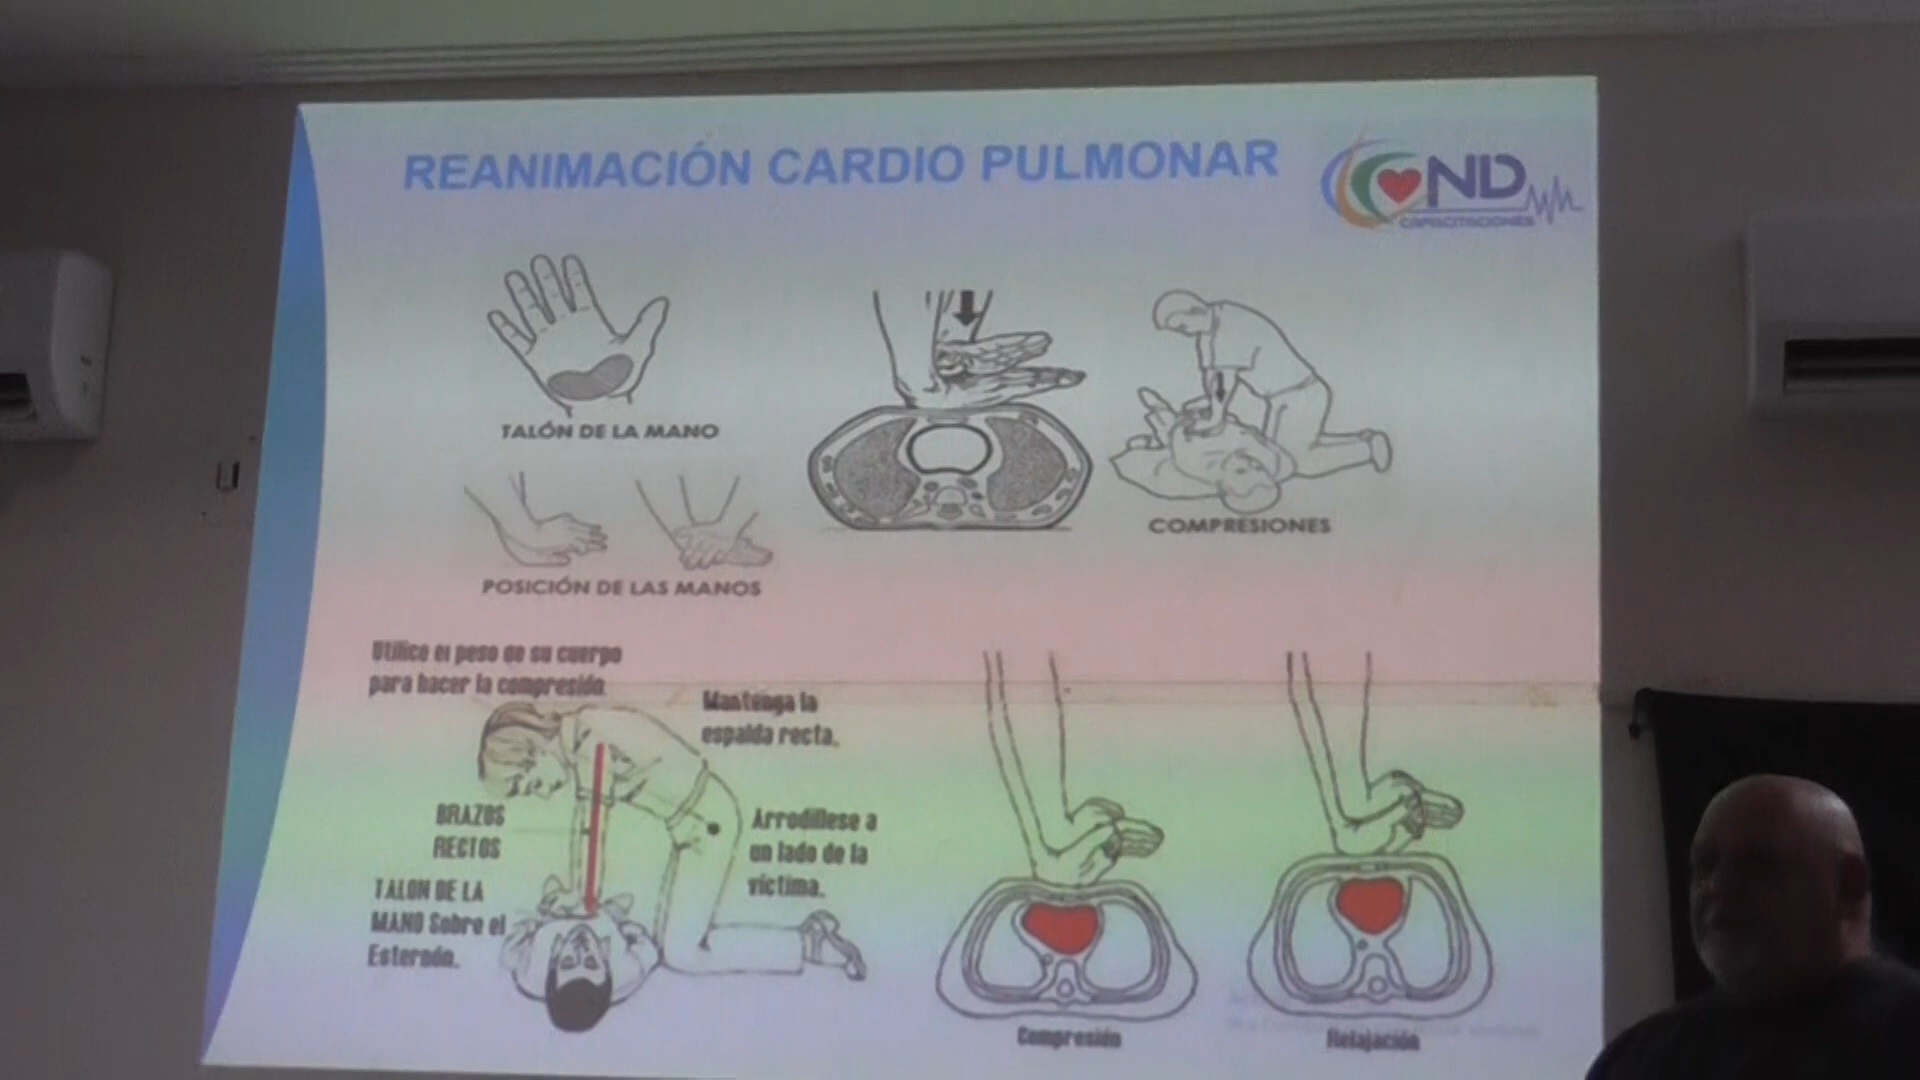 REANIMACIÓN CARDIO PULMONAR
ND
CAPACITACIONES
TALÓN DE LA MANO
COMPRESIONES
POSICIÓN DE LAS MANOS
Utilice el peso de su cuerpo
para hacer la compresión
Mantenga la
espalda recta.
BRAZOS
RECTOS
Arrodíllese a
un lado de la
víctima.
TALON DE LA
MANO Sobre el
Esternón.
Compresión
Relajación